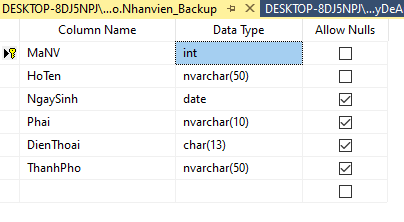 DESKTOP-8DJ5NPJ\...o.Nhanvien_Backup DESKTOP-8DJ5NPJ\...yDeA
Column Name Data Type Allow Nulls
MaNV int
HoTen nvarchar(50)
NgaySinh date
Phai nvarchar(10)
DienThoai char(13)
ThanhPho nvarchar(50)